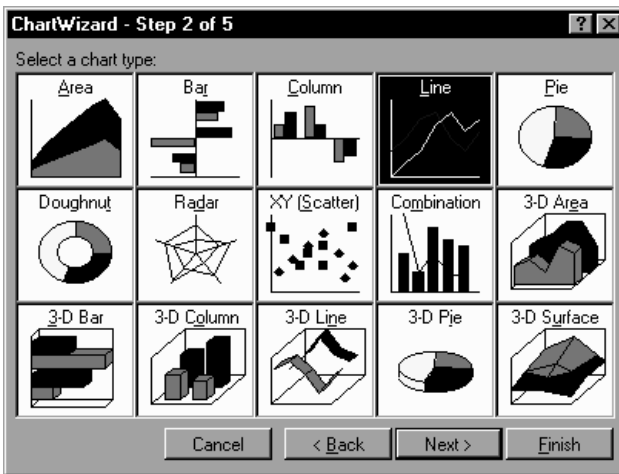 ChartWizard - Step 2 of 5
Select a chart type:
Area Bar Column Line Pie
Doughnut Radar XY (Scatter) Combination 3-D Area
3-D Bar 3-D Column 3-D Line 3-D Pie 3-D Surface
Cancel < Back Next > Finish